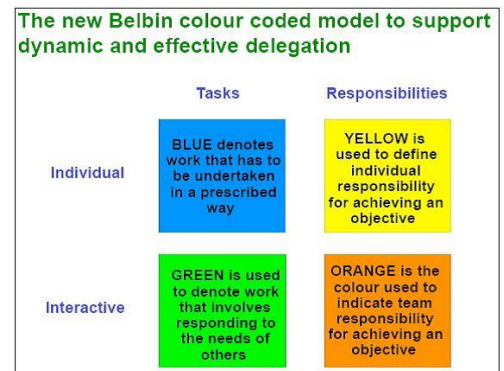 The new Belbin colour coded model to support
dynamic and effective delegation
Tasks
Responsibilities
Individual
BLUE denotes
work that has to
be undertaken
in a prescribed
way
YELLOW is
used to define
individual
responsibility
for achieving an
objective
Interactive
GREEN is used
to denote work
that involves
responding to
the needs of
others
ORANGE is the
colour used to
indicate team
responsibility
for achieving an
objective